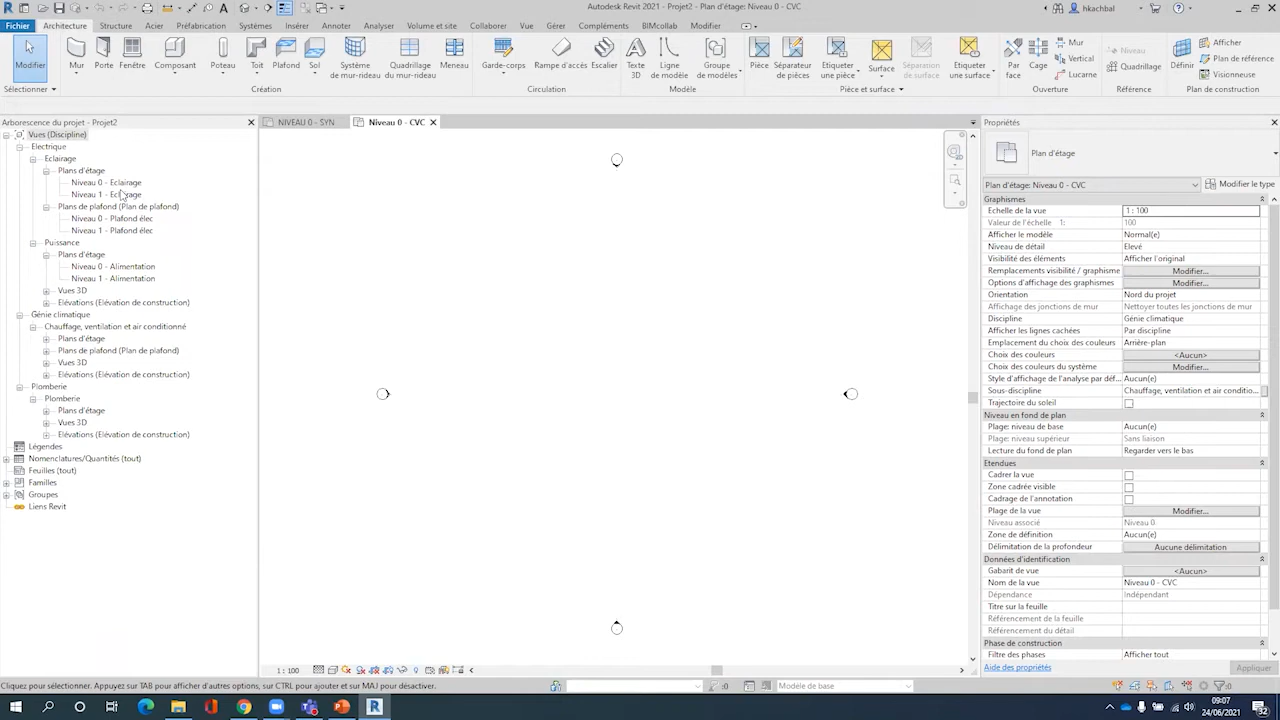 Autodesk Revit 2021 - Projet2 - Plan d'étage: Niveau 0 - CVC
hkachbal
Fichier Architecture Structure Acier Préfabrication Systèmes Insérer Annoter Analyser Volume et site Collaborer Vue Gérer Compléments BIMcollab Modifier
Modifier
Mur
Porte
Fenêtre
Composant
Poteau
Toit
Plafond
Sol
Système
de mur-rideau
Quadrillage
du mur-rideau
Meneau
Garde-corps
Rampe d'accès
Escalier
Texte
3D
Ligne
de modèle
Groupe
de modèles
Pièce
Séparateur
de pièces
Etiqueter
une pièce
Surface
Séparation
de surface
Etiqueter
une surface
Par
face
Cage
Mur
Vertical
Lucarne
Niveau
Quadrillage
Définir
Afficher
Plan de référence
Visionneuse
Sélectionner
Création
Circulation
Modèle
Pièce et surface
Ouverture
Référence
Plan de construction
Arborescence du projet - Projet2
Vues (Discipline)
Electrique
Eclairage
Plans d'étage
Niveau 0 - Eclairage
Niveau 1 - Eclairage
Plans de plafond (Plan de plafond)
Niveau 0 - Plafond élec
Niveau 1 - Plafond élec
Puissance
Plans d'étage
Niveau 0 - Alimentation
Niveau 1 - Alimentation
Vues 3D
Elévations (Elévation de construction)
Génie climatique
Chauffage, ventilation et air conditionné
Plans d'étage
Plans de plafond (Plan de plafond)
Vues 3D
Elévations (Elévation de construction)
Plomberie
Plomberie
Plans d'étage
Vues 3D
Elévations (Elévation de construction)
Légendes
Nomenclatures/Quantités (tout)
Feuilles (tout)
Familles
Groupes
Liens Revit
NIVEAU 0 - SYN
Niveau 0 - CVC
Propriétés
Plan d'étage
Plan d'étage: Niveau 0 - CVC Modifier le type
Graphismes
Echelle de la vue 1 : 100
Valeur de l'échelle 1: 100
Afficher le modèle Normal(e)
Niveau de détail Elevé
Visibilité des éléments Afficher l'original
Remplacements visibilité / graphisme Modifier...
Options d'affichage des graphismes Modifier...
Orientation Nord du projet
Affichage des jonctions de mur Nettoyer toutes les jonctions de mur
Discipline Génie climatique
Afficher les lignes cachées Par discipline
Emplacement du choix des couleurs Arrière-plan
Choix des couleurs <Aucun>
Choix des couleurs du système Modifier...
Style d'affichage de l'analyse par déf... Aucun(e)
Sous-discipline Chauffage, ventilation et air conditio...
Trajectoire du soleil
Niveau en fond de plan
Plage: niveau de base Aucun(e)
Plage: niveau supérieur Sans liaison
Lecture du fond de plan Regarder vers le bas
Etendues
Cadrer la vue
Zone cadrée visible
Cadrage de l'annotation
Plage de la vue Modifier...
Niveau associé Niveau 0
Zone de définition Aucun(e)
Délimitation de la profondeur Aucune délimitation
Données d'identification
Gabarit de vue <Aucun>
Nom de la vue Niveau 0 - CVC
Dépendance Indépendant
Titre sur la feuille
Référencement de la feuille
Référencement du détail
Phase de construction
Filtre des phases Afficher tout
Aide des propriétés Appliquer
1 : 100
Cliquez pour sélectionner. Appuyez sur TAB pour afficher d'autres options, sur CTRL pour ajouter et sur MAJ pour désactiver.
:0
Modèle de base
:0
09:07
24/06/2021